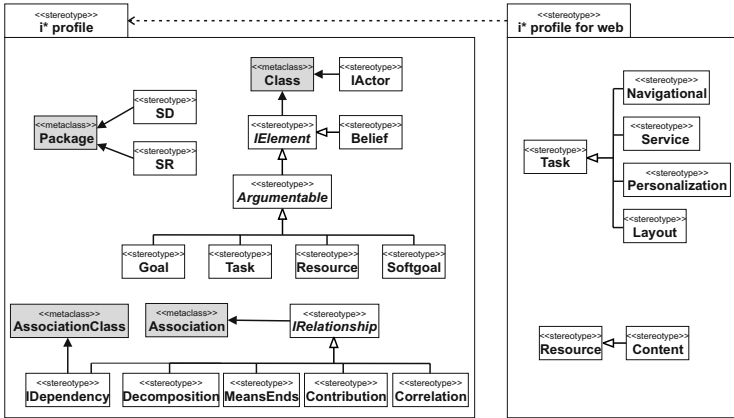 <<stereotype>>
i* profile
<<stereotype>>
i* profile for web
<<metaclass>>
Class
<<stereotype>>
IActor
<<metaclass>>
Package
<<stereotype>>
SD
<<stereotype>>
SR
<<stereotype>>
IElement
<<stereotype>>
Belief
<<stereotype>>
Argumentable
<<stereotype>>
Goal
<<stereotype>>
Task
<<stereotype>>
Resource
<<stereotype>>
Softgoal
<<metaclass>>
AssociationClass
<<metaclass>>
Association
<<stereotype>>
IRelationship
<<stereotype>>
IDependency
<<stereotype>>
Decomposition
<<stereotype>>
MeansEnds
<<stereotype>>
Contribution
<<stereotype>>
Correlation
<<stereotype>>
Navigational
<<stereotype>>
Service
<<stereotype>>
Task
<<stereotype>>
Personalization
<<stereotype>>
Layout
<<stereotype>>
Resource
<<stereotype>>
Content